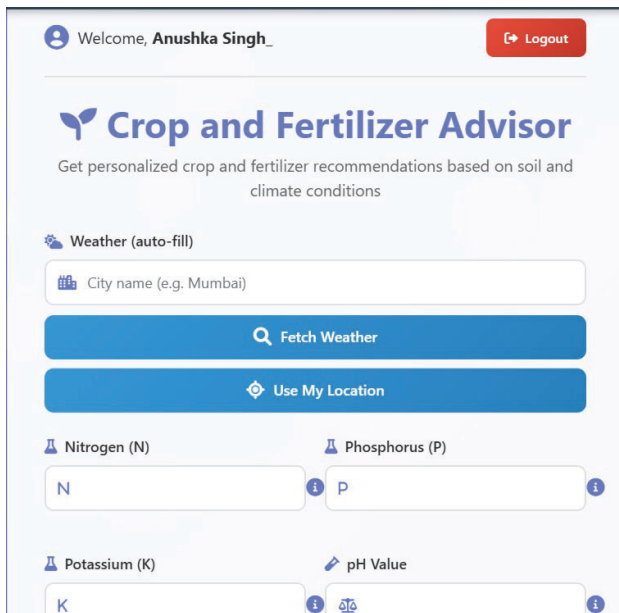 Welcome, Anushka Singh_
Logout
Crop and Fertilizer Advisor
Get personalized crop and fertilizer recommendations based on soil and
climate conditions
Weather (auto-fill)
City name (e.g. Mumbai)
Fetch Weather
Use My Location
Nitrogen (N) Phosphorus (P)
N P
Potassium (K) pH Value
K